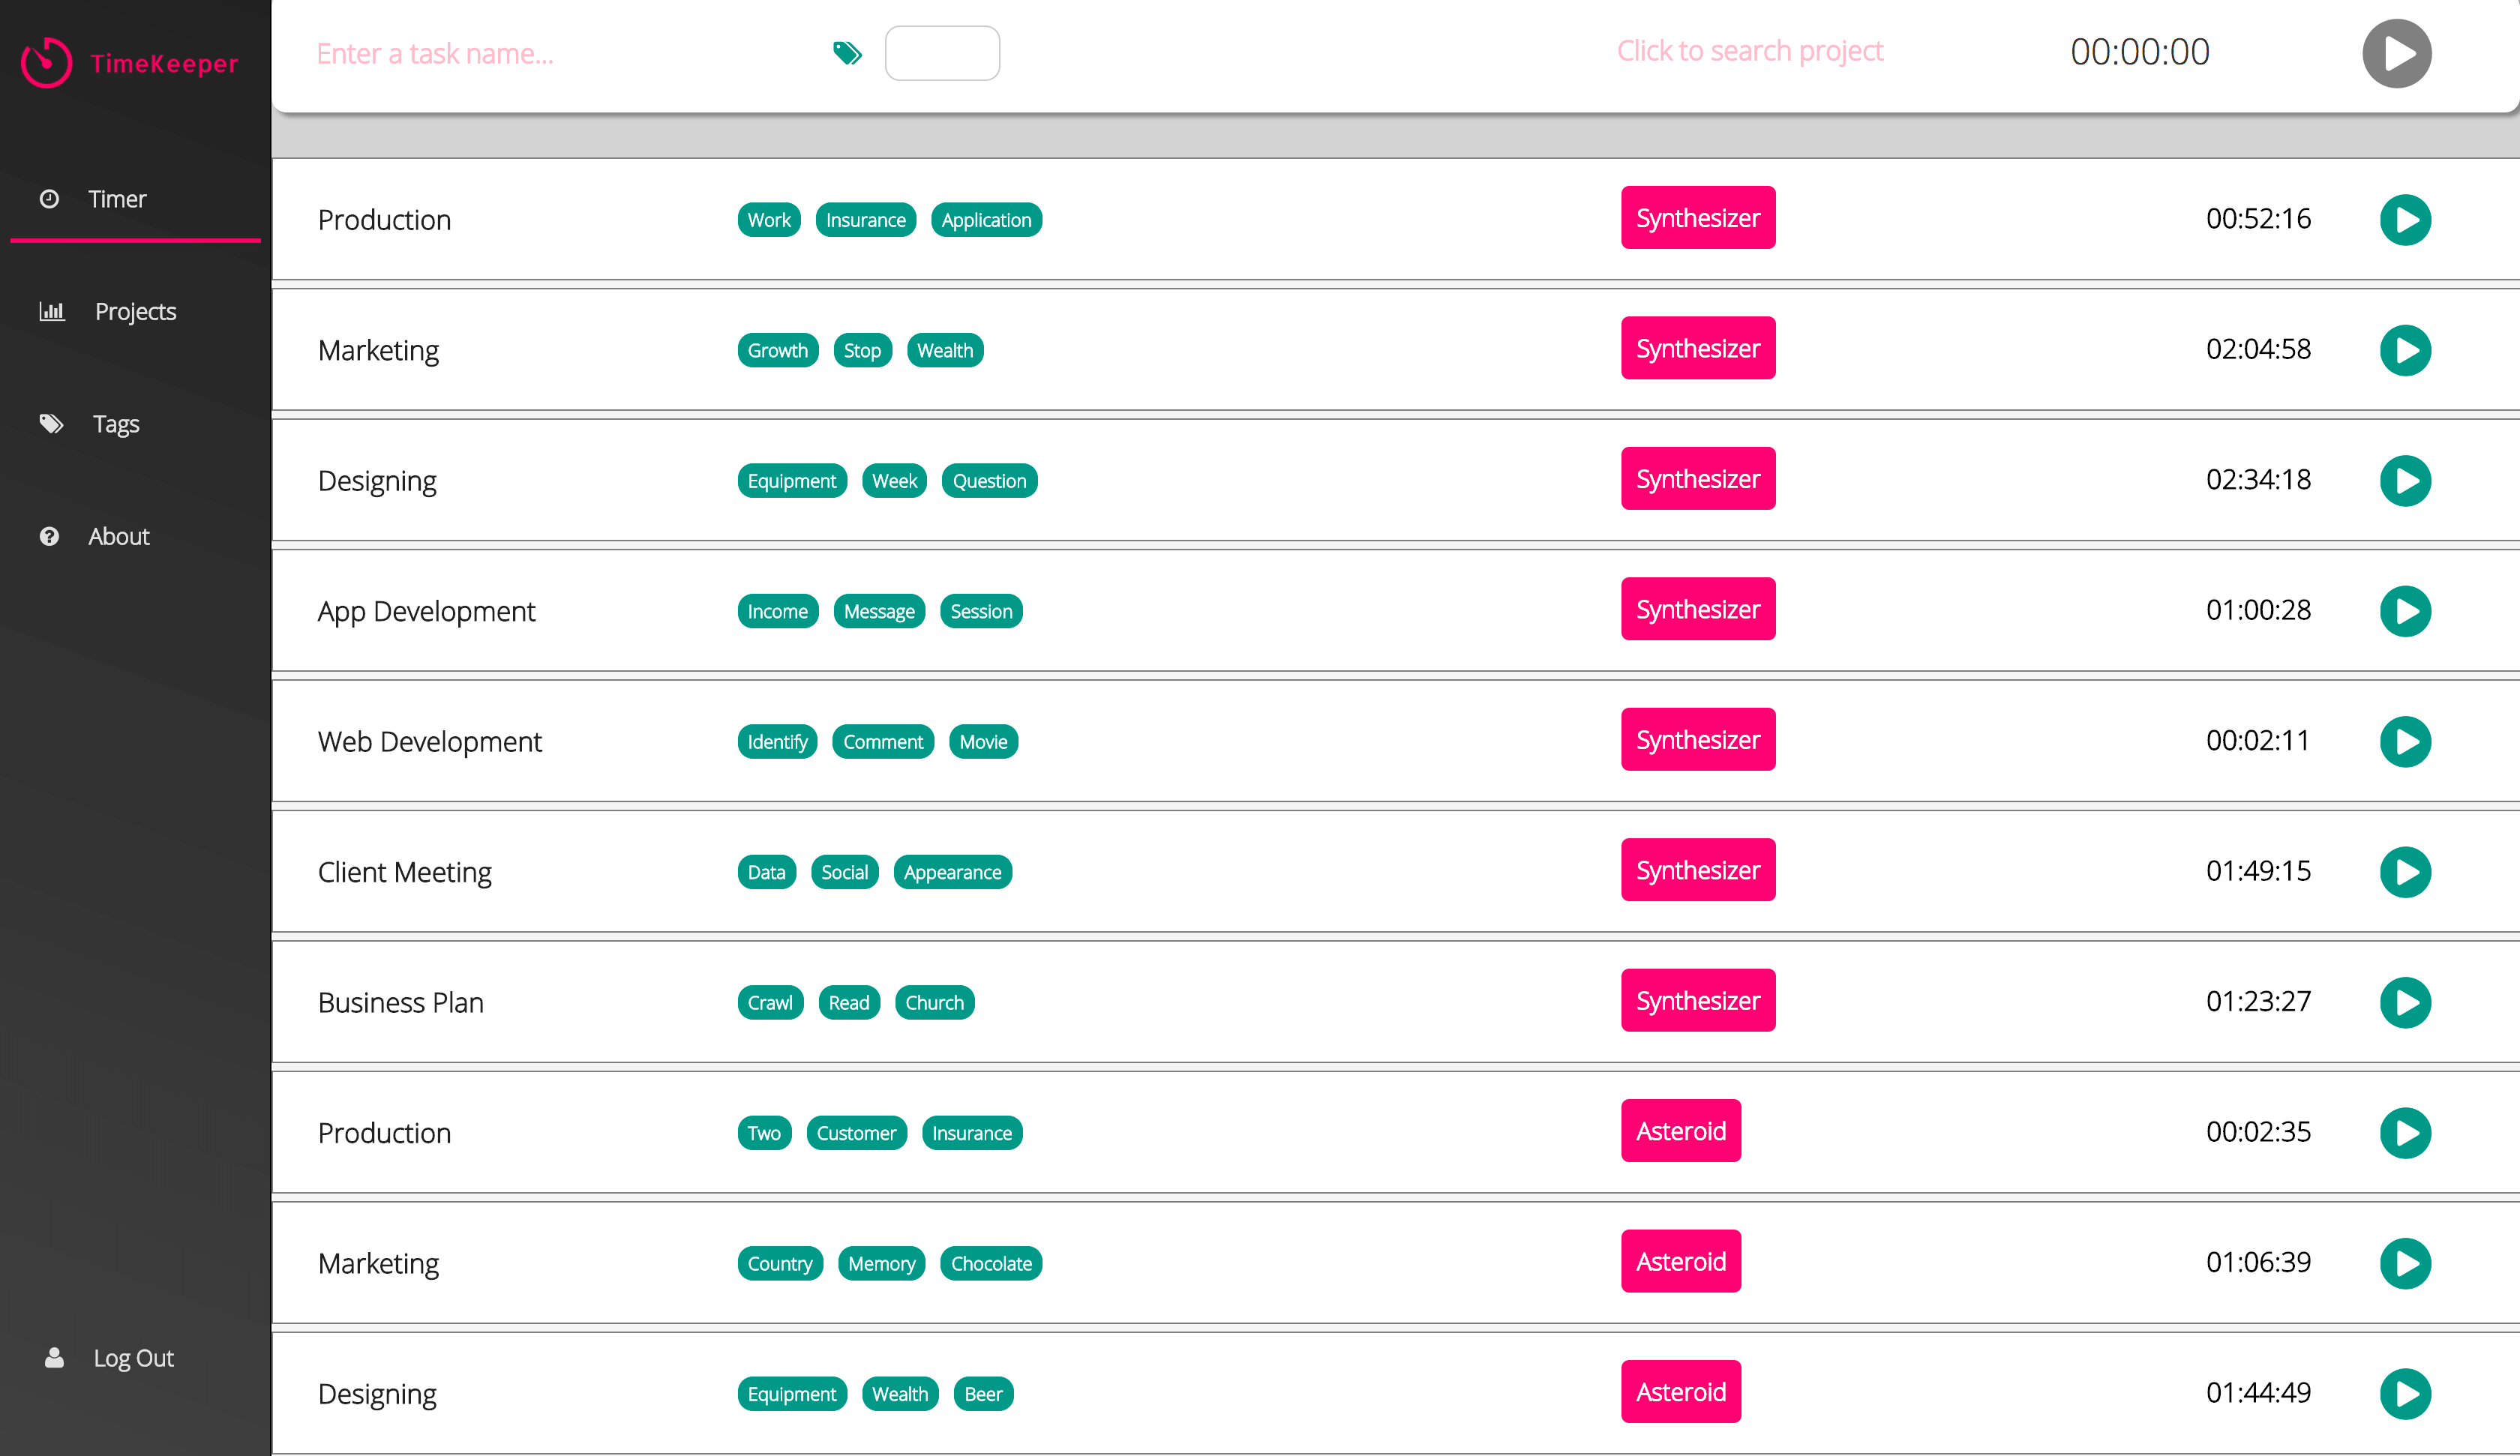 TimeKeeper
Timer
Projects
Tags
About
Log Out
Enter a task name... Click to search project 00:00:00
Production Work Insurance Application Synthesizer 00:52:16
Marketing Growth Stop Wealth Synthesizer 02:04:58
Designing Equipment Week Question Synthesizer 02:34:18
App Development Income Message Session Synthesizer 01:00:28
Web Development Identify Comment Movie Synthesizer 00:02:11
Client Meeting Data Social Appearance Synthesizer 01:49:15
Business Plan Crawl Read Church Synthesizer 01:23:27
Production Two Customer Insurance Asteroid 00:02:35
Marketing Country Memory Chocolate Asteroid 01:06:39
Designing Equipment Wealth Beer Asteroid 01:44:49